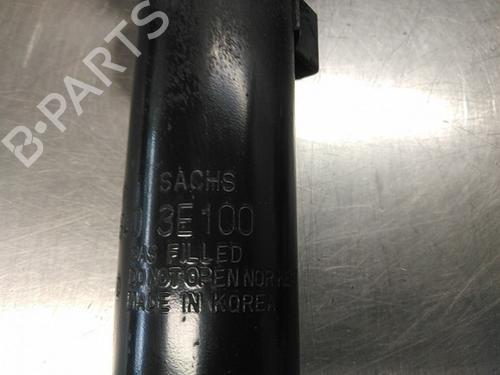 B-PARTS
SACHS
3E100
GAS FILLED
DO NOT OPEN NOR
MADE IN KOREA